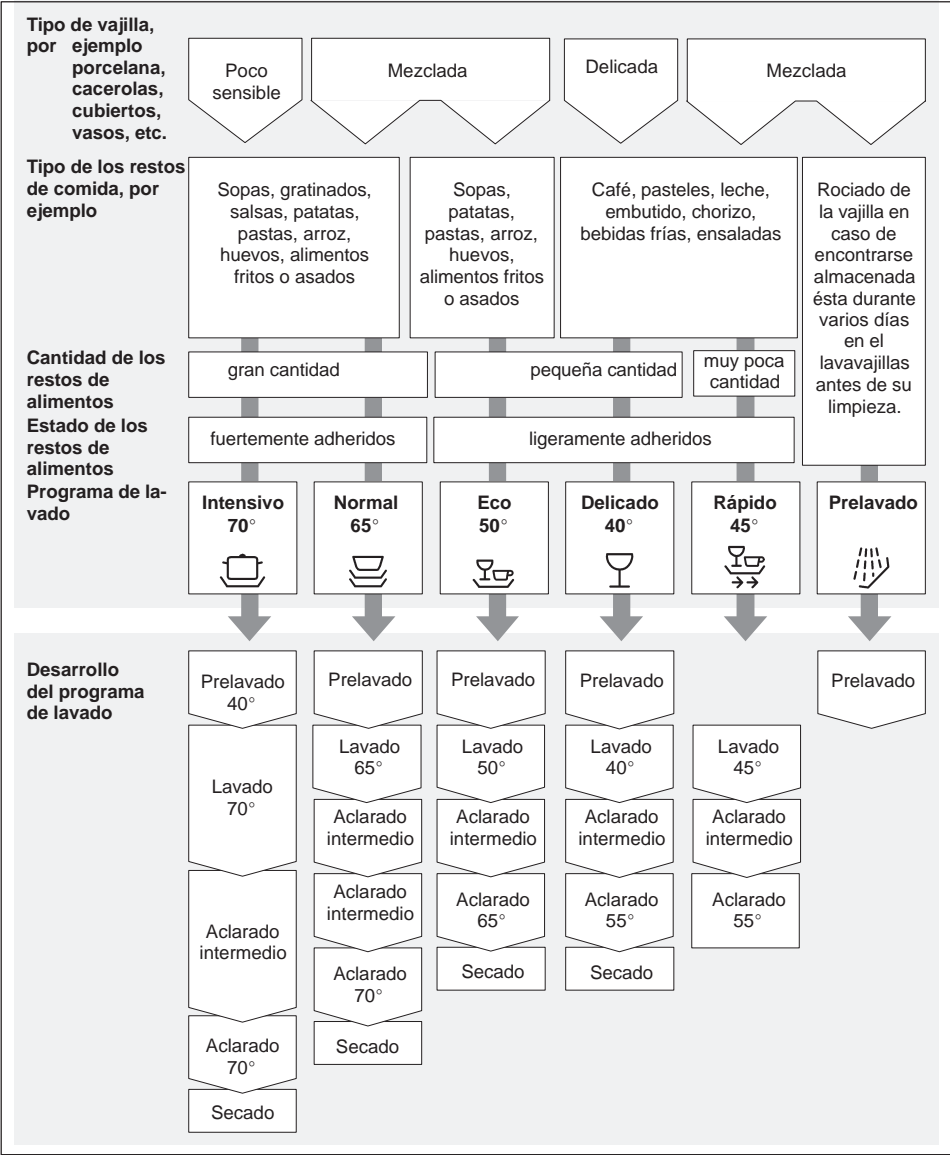 Tipo de vajilla,
por ejemplo
porcelana,
cacerolas,
cubiertos,
vasos, etc.
Poco
sensible
Mezclada
Delicada
Mezclada
Tipo de los restos
de comida, por
ejemplo
Sopas, gratinados,
salsas, patatas,
pastas, arroz,
huevos, alimentos
fritos o asados
Sopas,
patatas,
pastas, arroz,
huevos,
alimentos fritos
o asados
Café, pasteles, leche,
embutido, chorizo,
bebidas frías, ensaladas
Rociado de
la vajilla en
caso de
encontrarse
almacenada
ésta durante
varios días
en el
lavavajillas
antes de su
limpieza.
Cantidad de los
restos de
alimentos
gran cantidad
pequeña cantidad
muy poca
cantidad
Estado de los
restos de
alimentos
fuertemente adheridos
ligeramente adheridos
Programa de la-
vado
Intensivo
70°
Normal
65°
Eco
50°
Delicado
40°
Rápido
45°
Prelavado
Desarrollo
del programa
de lavado
Prelavado
40°
Lavado
70°
Aclarado
intermedio
Aclarado
70°
Secado
Prelavado
Lavado
65°
Aclarado
intermedio
Aclarado
intermedio
Aclarado
70°
Secado
Prelavado
Lavado
50°
Aclarado
intermedio
Aclarado
65°
Secado
Prelavado
Lavado
40°
Aclarado
intermedio
Aclarado
55°
Secado
Lavado
45°
Aclarado
intermedio
Aclarado
55°
Prelavado